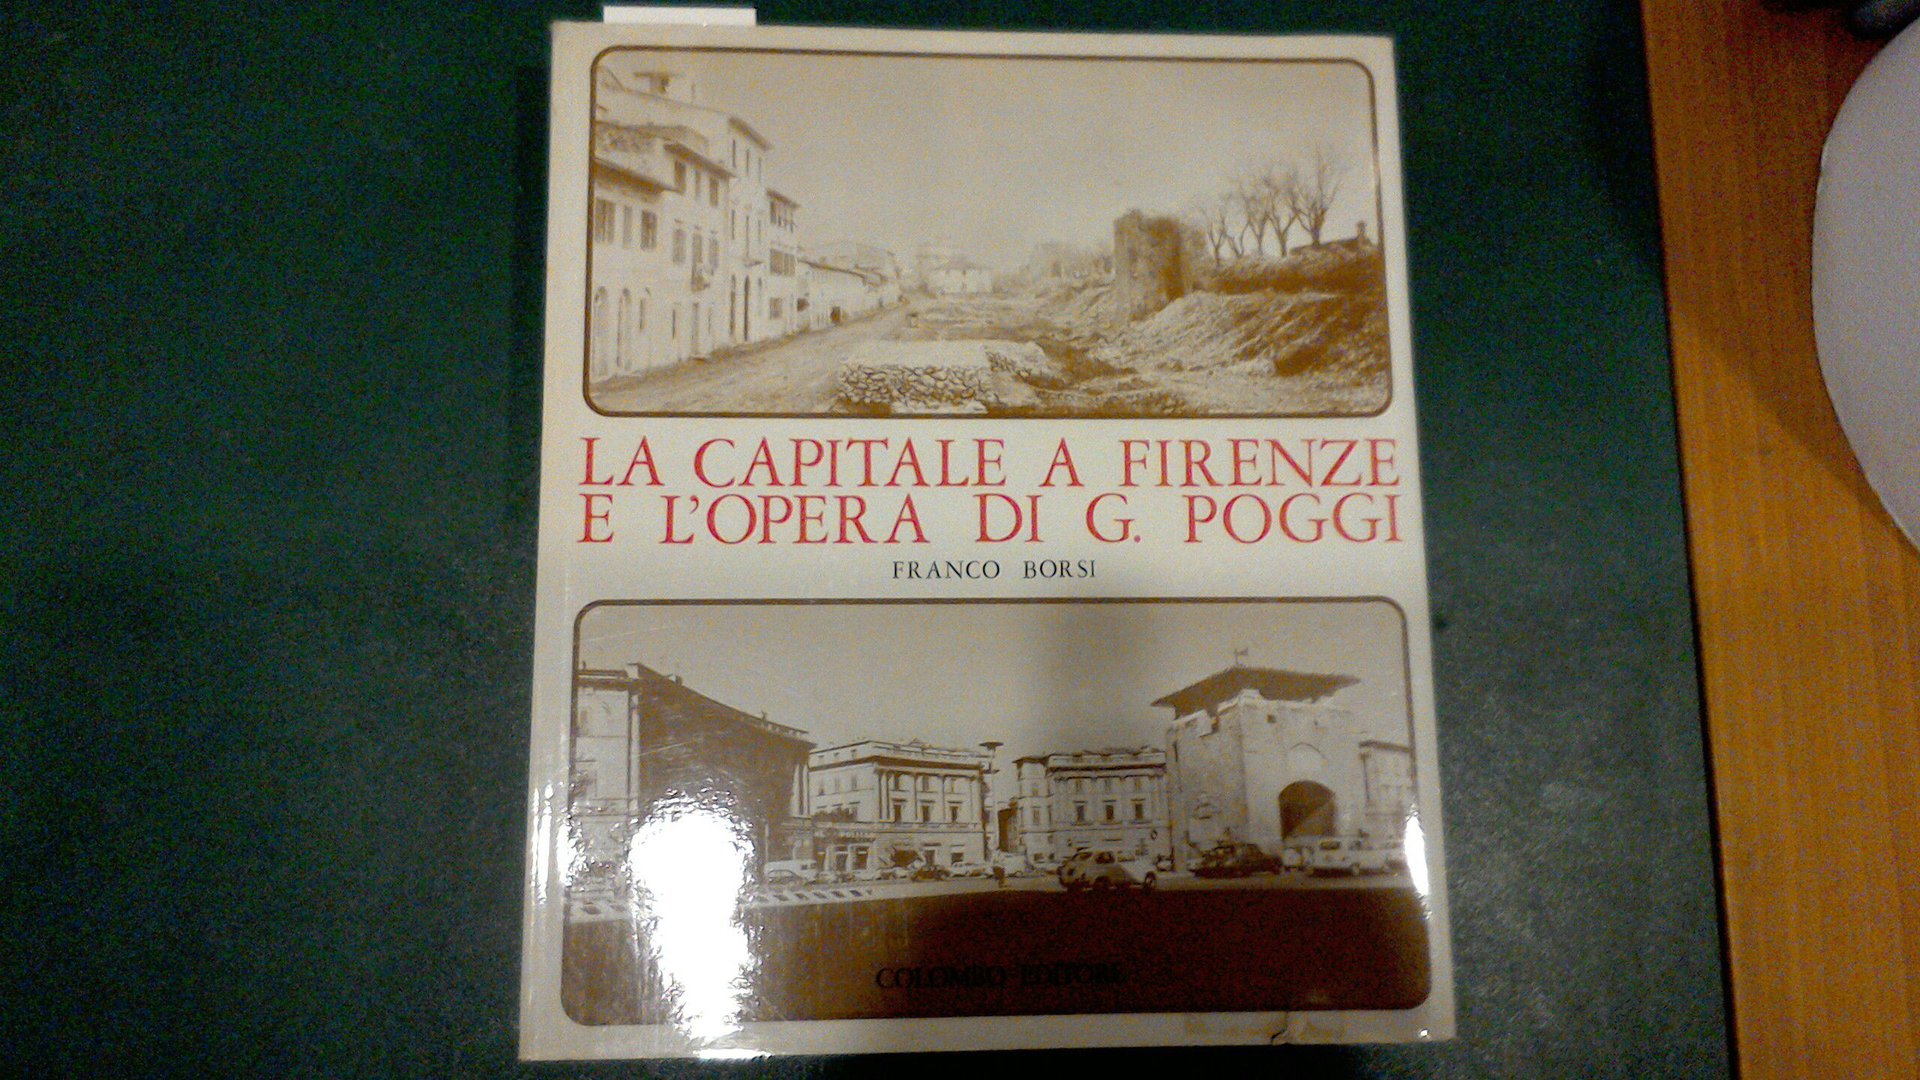 LA CAPITALE A FIRENZE
E L'OPERA DI G. POGGI
FRANCO BORSI
COLOMBO EDITORE